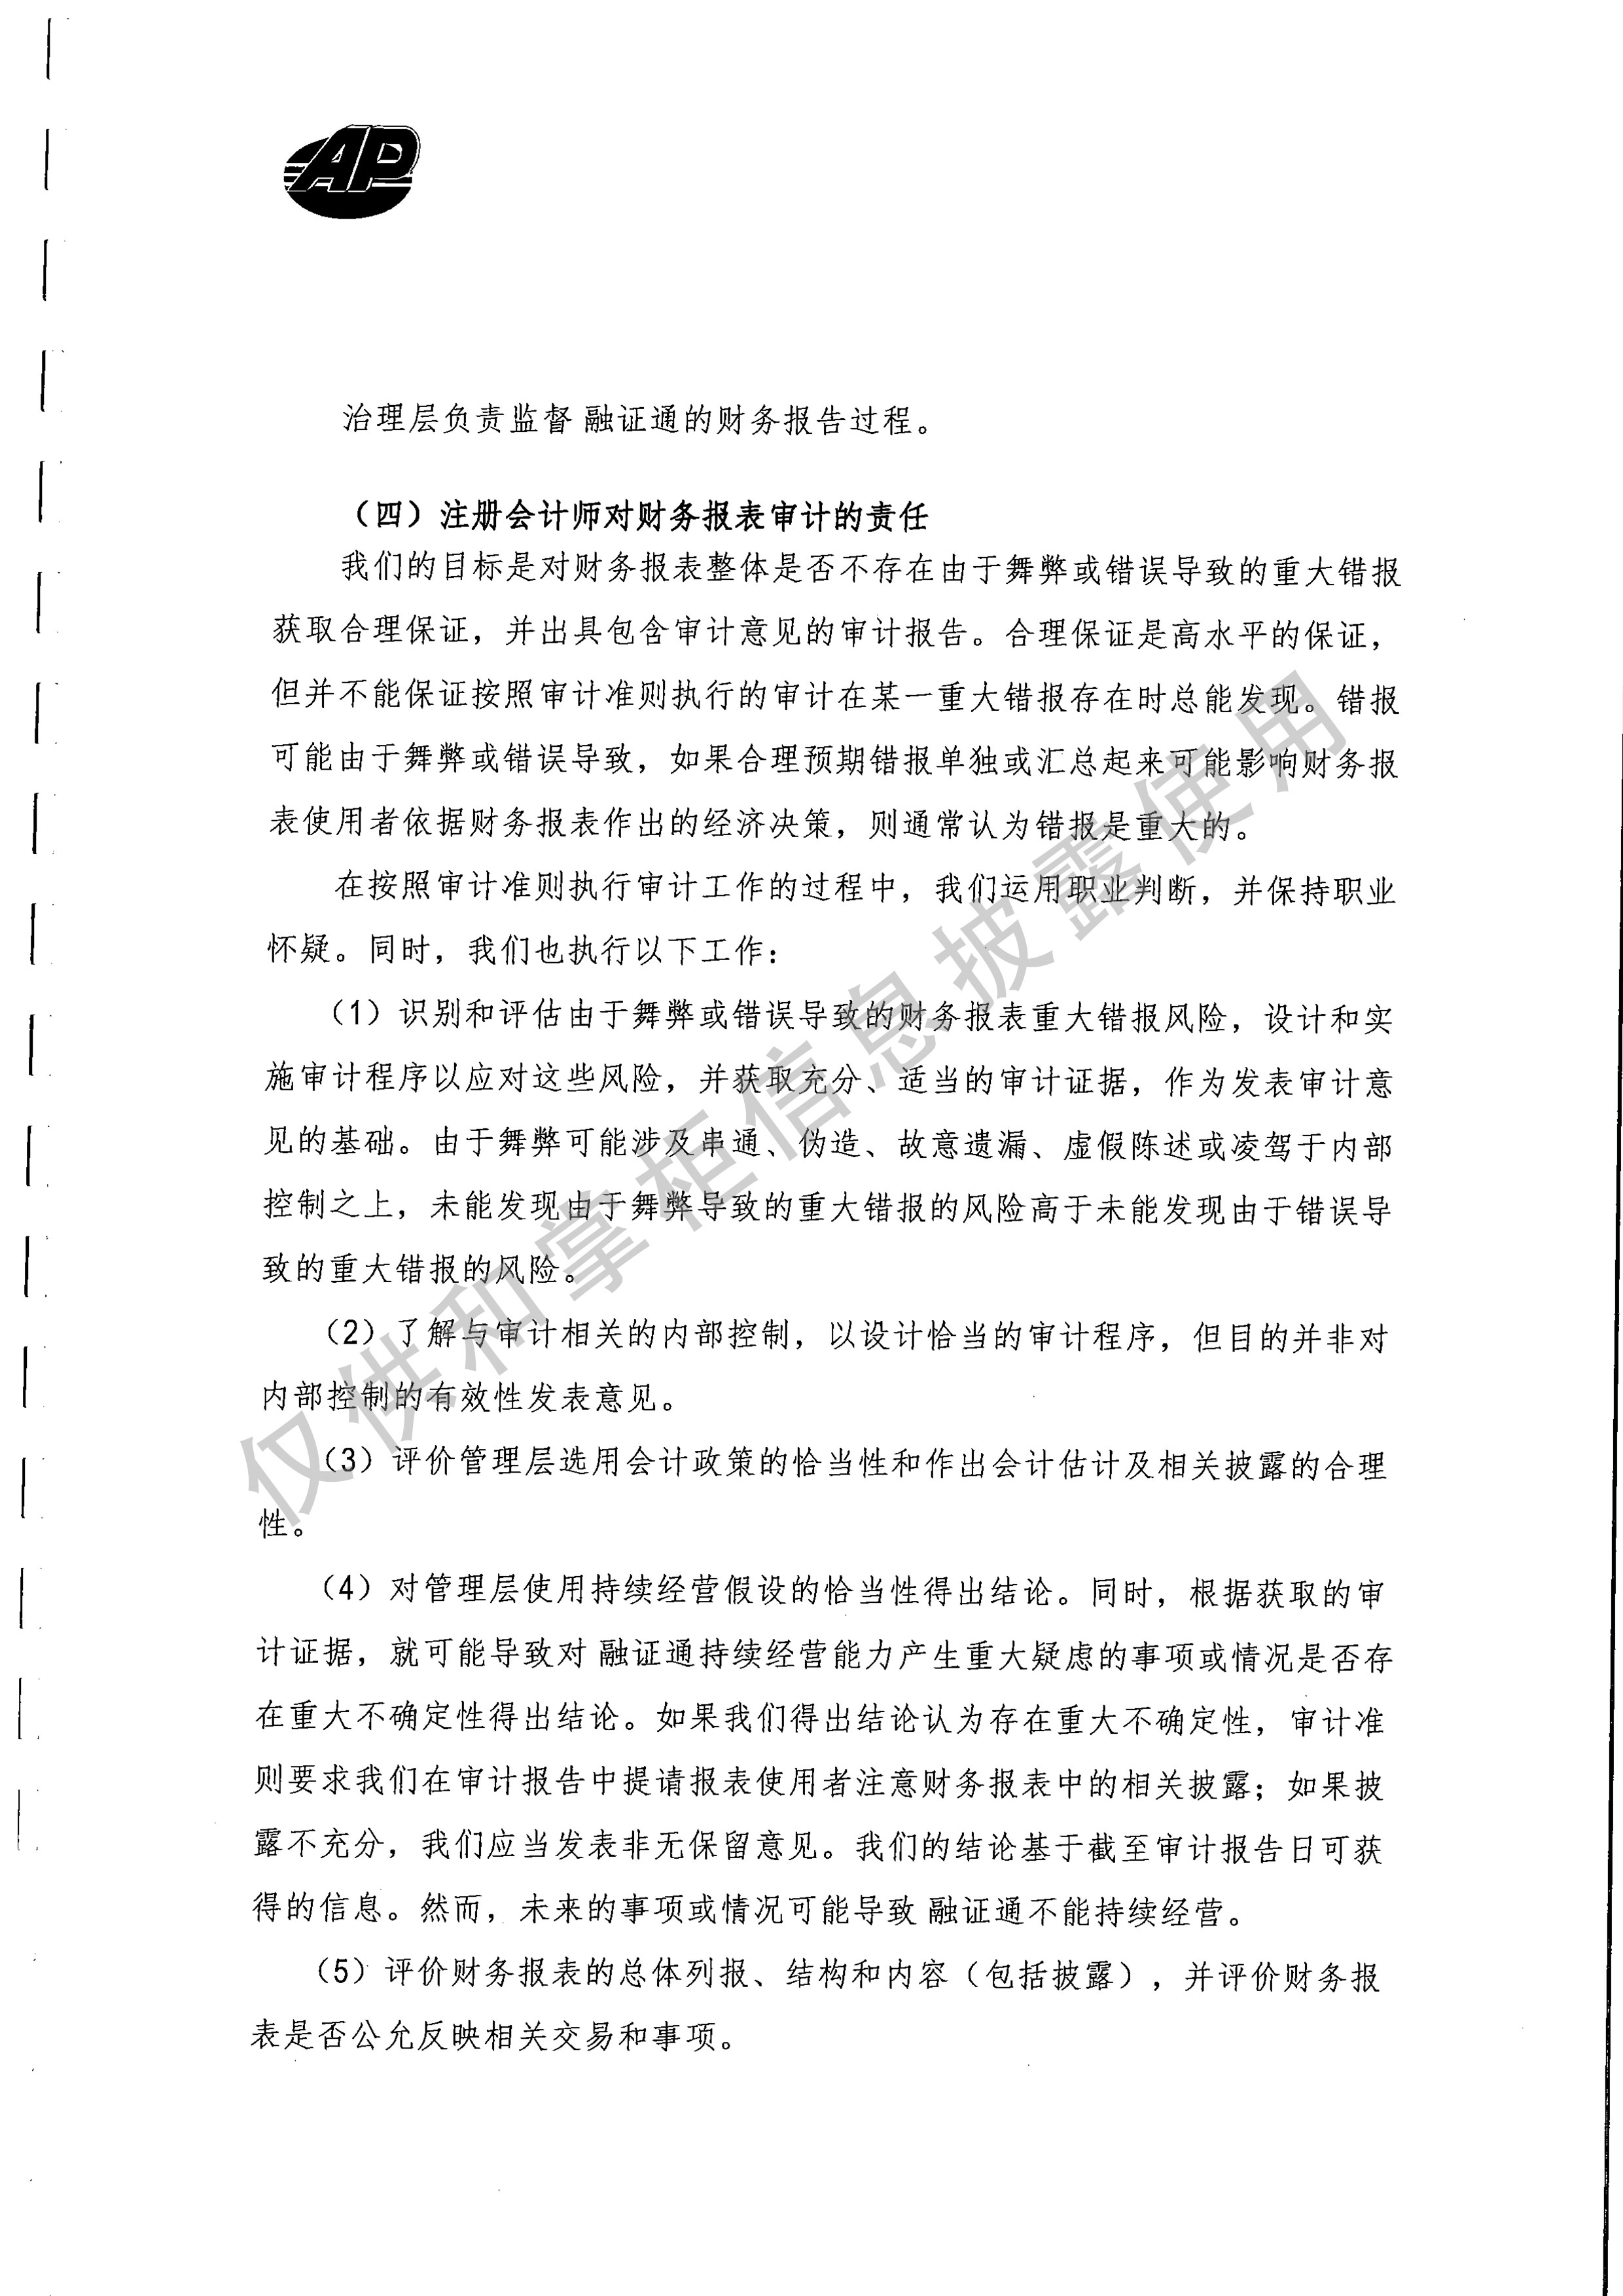 AP
治理层负责监督 融证通的财务报告过程。
（四）注册会计师对财务报表审计的责任
我们的目标是对财务报表整体是否不存在由于舞弊或错误导致的重大错报
获取合理保证，并出具包含审计意见的审计报告。合理保证是高水平的保证，
但并不能保证按照审计准则执行的审计在某一重大错报存在时总能发现。错报
可能由于舞弊或错误导致，如果合理预期错报单独或汇总起来可能影响财务报
表使用者依据财务报表作出的经济决策，则通常认为错报是重大的。
在按照审计准则执行审计工作的过程中，我们运用职业判断，并保持职业
怀疑。同时，我们也执行以下工作：
（1）识别和评估由于舞弊或错误导致的财务报表重大错报风险，设计和实
施审计程序以应对这些风险，并获取充分、适当的审计证据，作为发表审计意
见的基础。由于舞弊可能涉及串通、伪造、故意遗漏、虚假陈述或凌驾于内部
控制之上，未能发现由于舞弊导致的重大错报的风险高于未能发现由于错误导
致的重大错报的风险。
（2）了解与审计相关的内部控制，以设计恰当的审计程序，但目的并非对
内部控制的有效性发表意见。
（3）评价管理层选用会计政策的恰当性和作出会计估计及相关披露的合理
性。
（4）对管理层使用持续经营假设的恰当性得出结论。同时，根据获取的审
计证据，就可能导致对 融证通持续经营能力产生重大疑虑的事项或情况是否存
在重大不确定性得出结论。如果我们得出结论认为存在重大不确定性，审计准
则要求我们在审计报告中提请报表使用者注意财务报表中的相关披露；如果披
露不充分，我们应当发表非无保留意见。我们的结论基于截至审计报告日可获
得的信息。然而，未来的事项或情况可能导致 融证通不能持续经营。
（5）评价财务报表的总体列报、结构和内容（包括披露），并评价财务报
表是否公允反映相关交易和事项。
仅供和掌柜信息披露使用